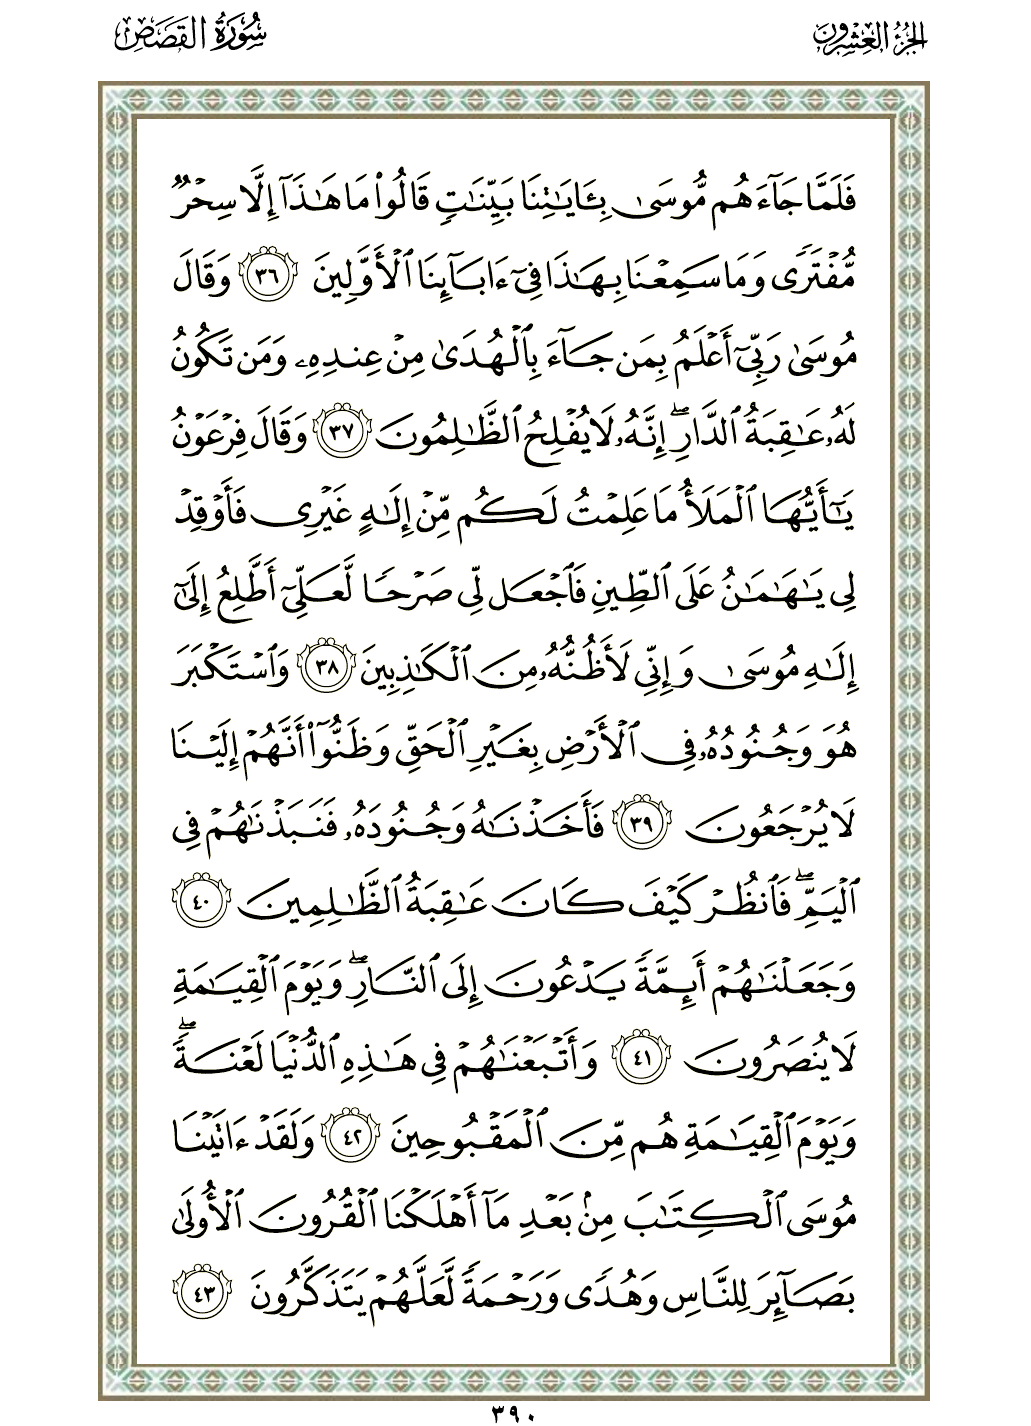 الجزء العشرون
سورة القصص
فَلَمَّا جَآءَهُم مُّوسَىٰ بِـَٔايَـٰتِنَا بَيِّنَـٰتٍ قَالُوا۟ مَا هَـٰذَآ إِلَّا سِحْرٌ
مُّفْتَرًى وَمَا سَمِعْنَا بِهَـٰذَا فِىٓ ءَابَآئِنَا ٱلْأَوَّلِينَ ٣٦ وَقَالَ
مُوسَىٰ رَبِّىٓ أَعْلَمُ بِمَن جَآءَ بِٱلْهُدَىٰ مِنْ عِندِهِۦ وَمَن تَكُونُ
لَهُۥ عَـٰقِبَةُ ٱلدَّارِ ۖ إِنَّهُۥ لَا يُفْلِحُ ٱلظَّـٰلِمُونَ ٣٧ وَقَالَ فِرْعَوْنُ
يَـٰٓأَيُّهَا ٱلْمَلَأُ مَا عَلِمْتُ لَكُم مِّنْ إِلَـٰهٍ غَيْرِى فَأَوْقِدْ
لِى يَـٰهَـٰمَـٰنُ عَلَى ٱلطِّينِ فَٱجْعَل لِّى صَرْحًا لَّعَلِّىٓ أَطَّلِعُ إِلَىٰٓ
إِلَـٰهِ مُوسَىٰ وَإِنِّى لَأَظُنُّهُۥ مِنَ ٱلْكَـٰذِبِينَ ٣٨ وَٱسْتَكْبَرَ
هُوَ وَجُنُودُهُۥ فِى ٱلْأَرْضِ بِغَيْرِ ٱلْحَقِّ وَظَنُّوٓا۟ أَنَّهُمْ إِلَيْنَا
لَا يُرْجَعُونَ ٣٩ فَأَخَذْنَـٰهُ وَجُنُودَهُۥ فَنَبَذْنَـٰهُمْ فِى
ٱلْيَمِّ ۖ فَٱنظُرْ كَيْفَ كَانَ عَـٰقِبَةُ ٱلظَّـٰلِمِينَ ٤٠
وَجَعَلْنَـٰهُمْ أَئِمَّةً يَدْعُونَ إِلَى ٱلنَّارِ ۖ وَيَوْمَ ٱلْقِيَـٰمَةِ
لَا يُنصَرُونَ ٤١ وَأَتْبَعْنَـٰهُمْ فِى هَـٰذِهِ ٱلدُّنْيَا لَعْنَةً ۖ
وَيَوْمَ ٱلْقِيَـٰمَةِ هُم مِّنَ ٱلْمَقْبُوحِينَ ٤٢ وَلَقَدْ ءَاتَيْنَا
مُوسَى ٱلْكِتَـٰبَ مِنۢ بَعْدِ مَآ أَهْلَكْنَا ٱلْقُرُونَ ٱلْأُولَىٰ
بَصَآئِرَ لِلنَّاسِ وَهُدًى وَرَحْمَةً لَّعَلَّهُمْ يَتَذَكَّرُونَ ٤٣
٣٩٠